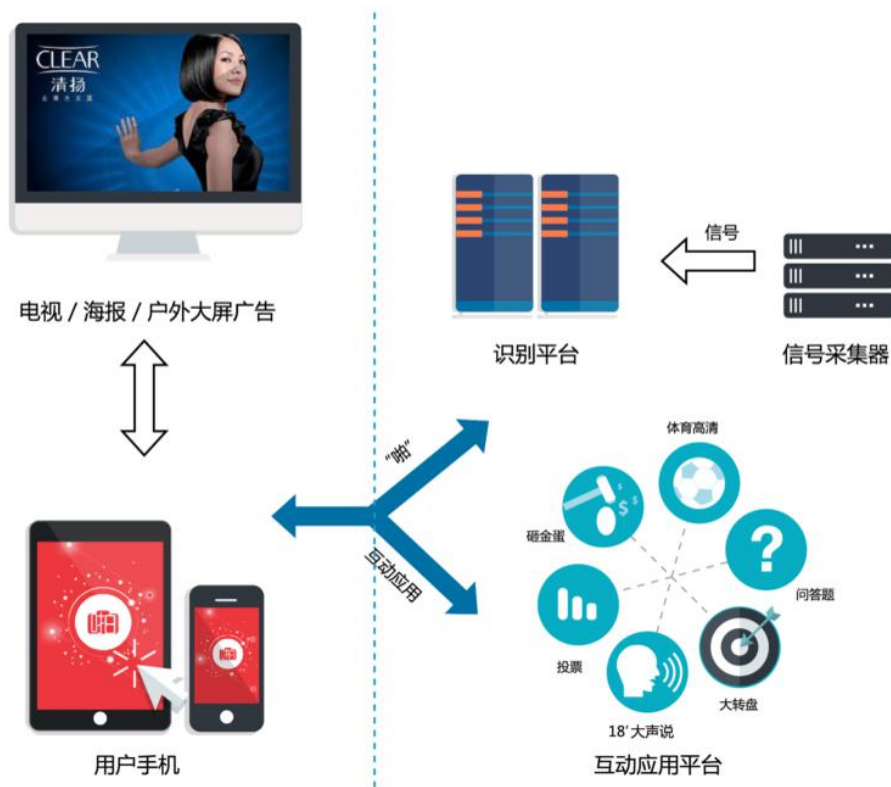 CLEAR
清扬
电视 / 海报 / 户外大屏广告
信号
识别平台
信号采集器
“啪”
互动应用
体育高清
砸金蛋
问答题
投票
大转盘
18' 大声说
啪
啪
用户手机
互动应用平台